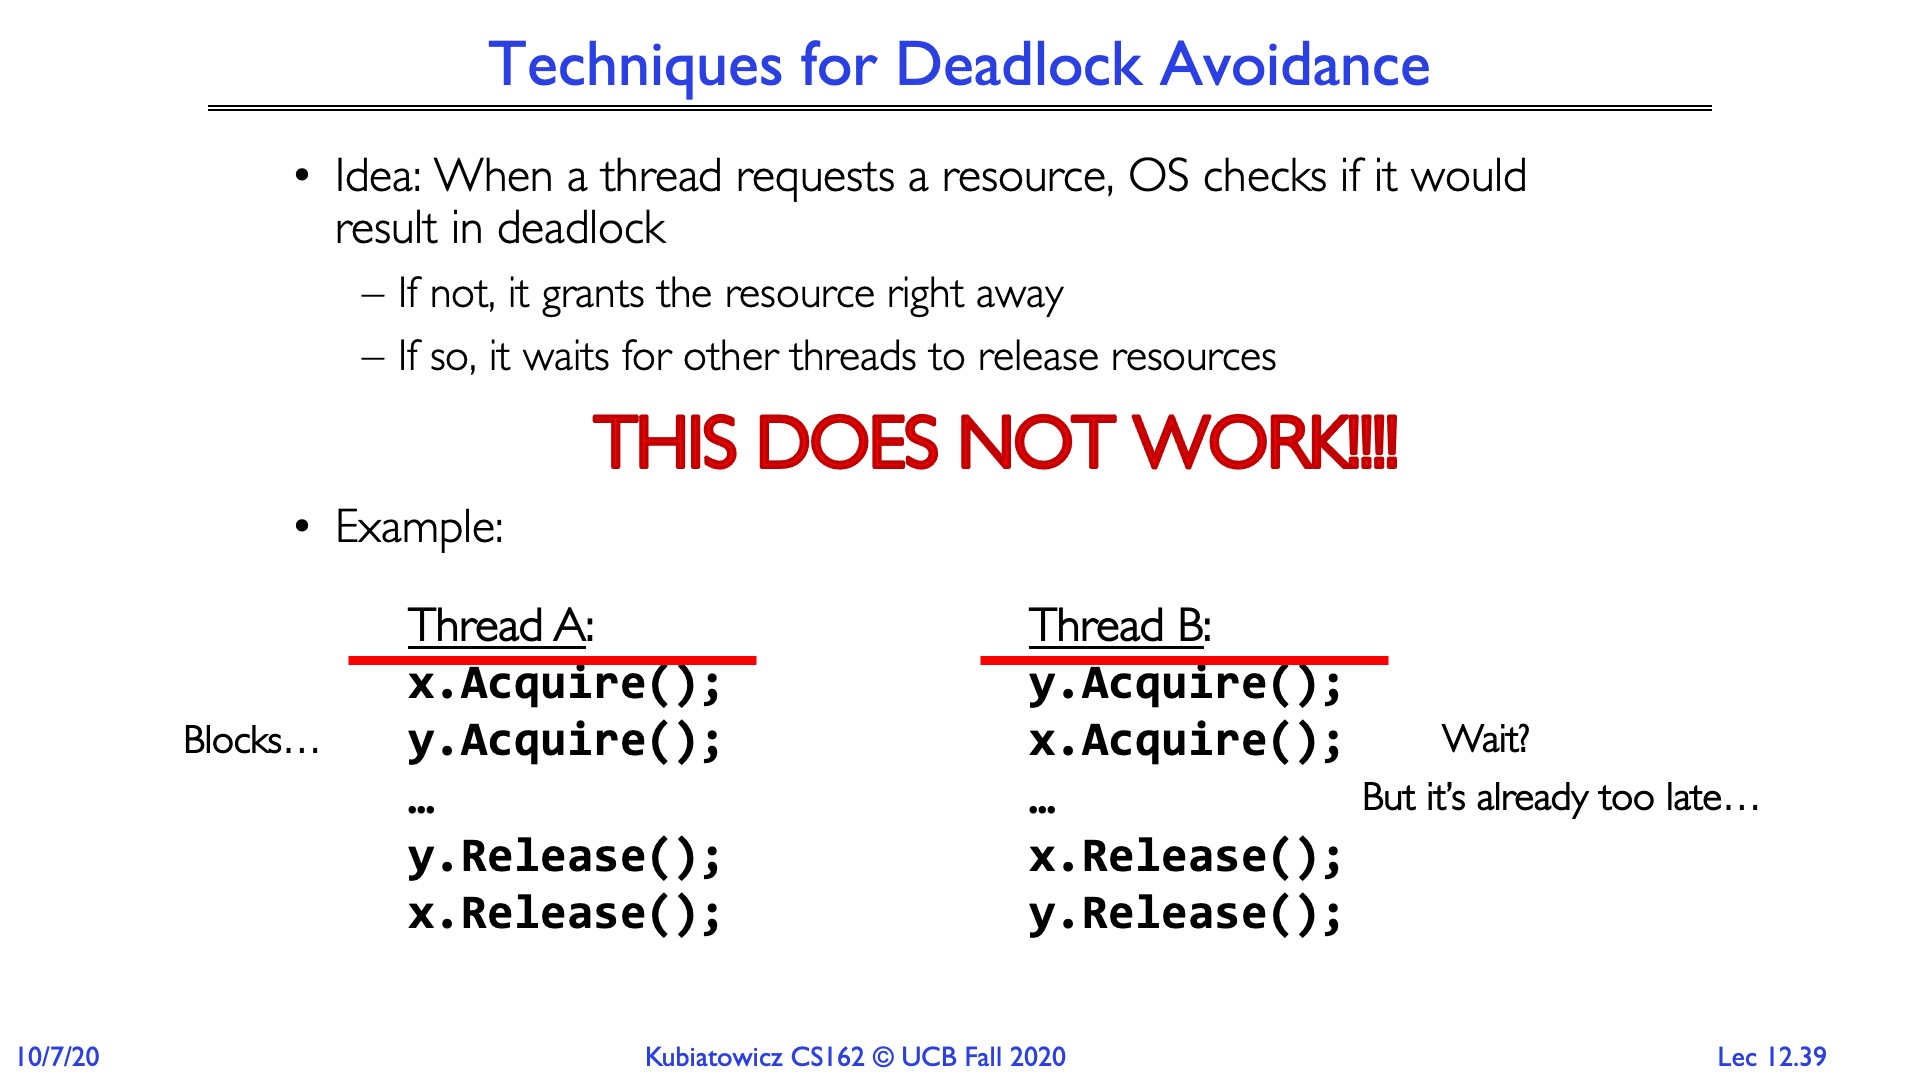 Techniques for Deadlock Avoidance
• Idea: When a thread requests a resource, OS checks if it would
result in deadlock
– If not, it grants the resource right away
– If so, it waits for other threads to release resources
THIS DOES NOT WORK!!!!
• Example:
Thread A:
x.Acquire();
Blocks… y.Acquire();
…
y.Release();
x.Release();
Thread B:
y.Acquire();
x.Acquire(); Wait?
… But it's already too late…
x.Release();
y.Release();
10/7/20
Kubiatowicz CS162 © UCB Fall 2020
Lec 12.39